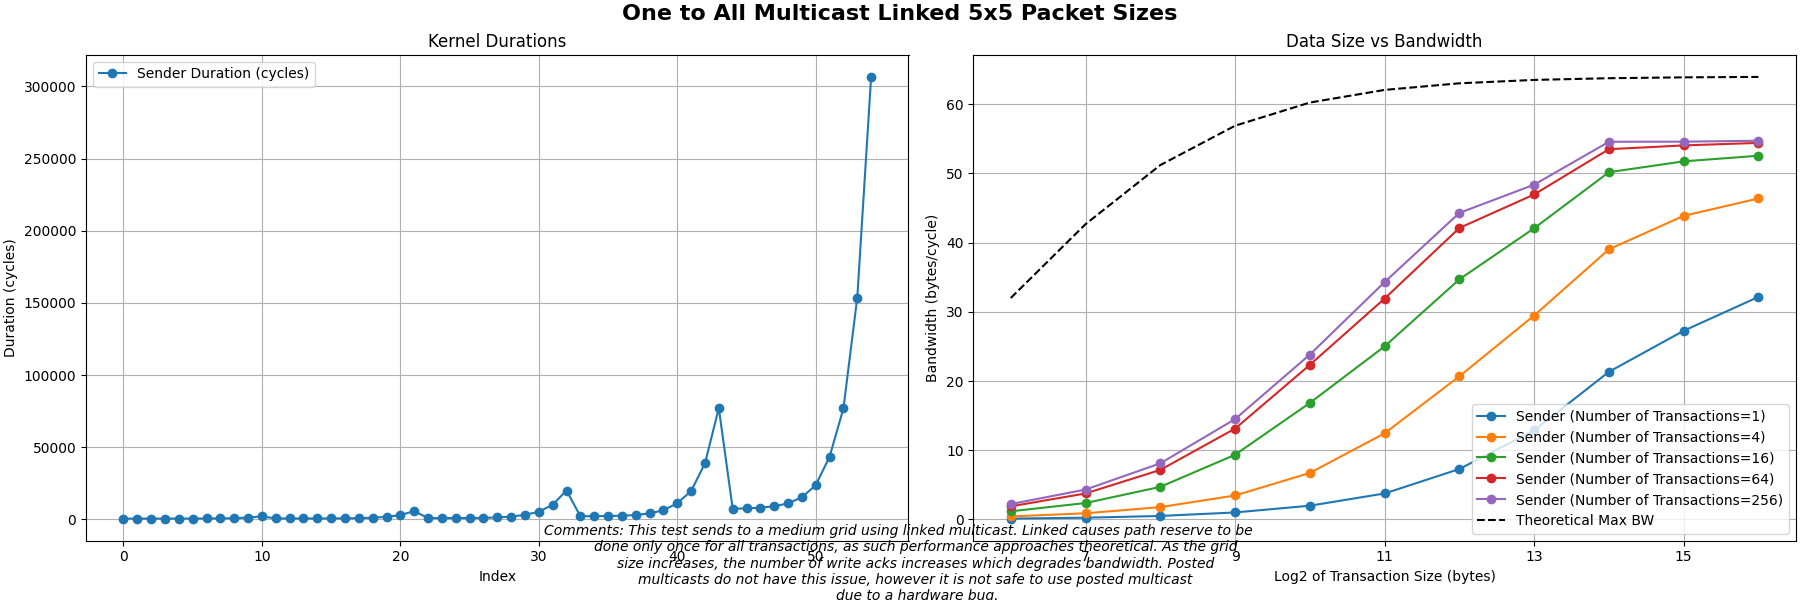 One to All Multicast Linked 5x5 Packet Sizes
Kernel Durations
Sender Duration (cycles)
300000
250000
200000
150000
100000
50000
0
Duration (cycles)
0 10 20 30 40 50
Index
Data Size vs Bandwidth
60
50
40
30
20
10
0
Bandwidth (bytes/cycle)
Sender (Number of Transactions=1)
Sender (Number of Transactions=4)
Sender (Number of Transactions=16)
Sender (Number of Transactions=64)
Sender (Number of Transactions=256)
Theoretical Max BW
7 9 11 13 15
Log2 of Transaction Size (bytes)
Comments: This test sends to a medium grid using linked multicast. Linked causes path reserve to be
done only once for all transactions, as such performance approaches theoretical. As the grid
size increases, the number of write acks increases which degrades bandwidth. Posted
multicasts do not have this issue, however it is not safe to use posted multicast
due to a hardware bug.